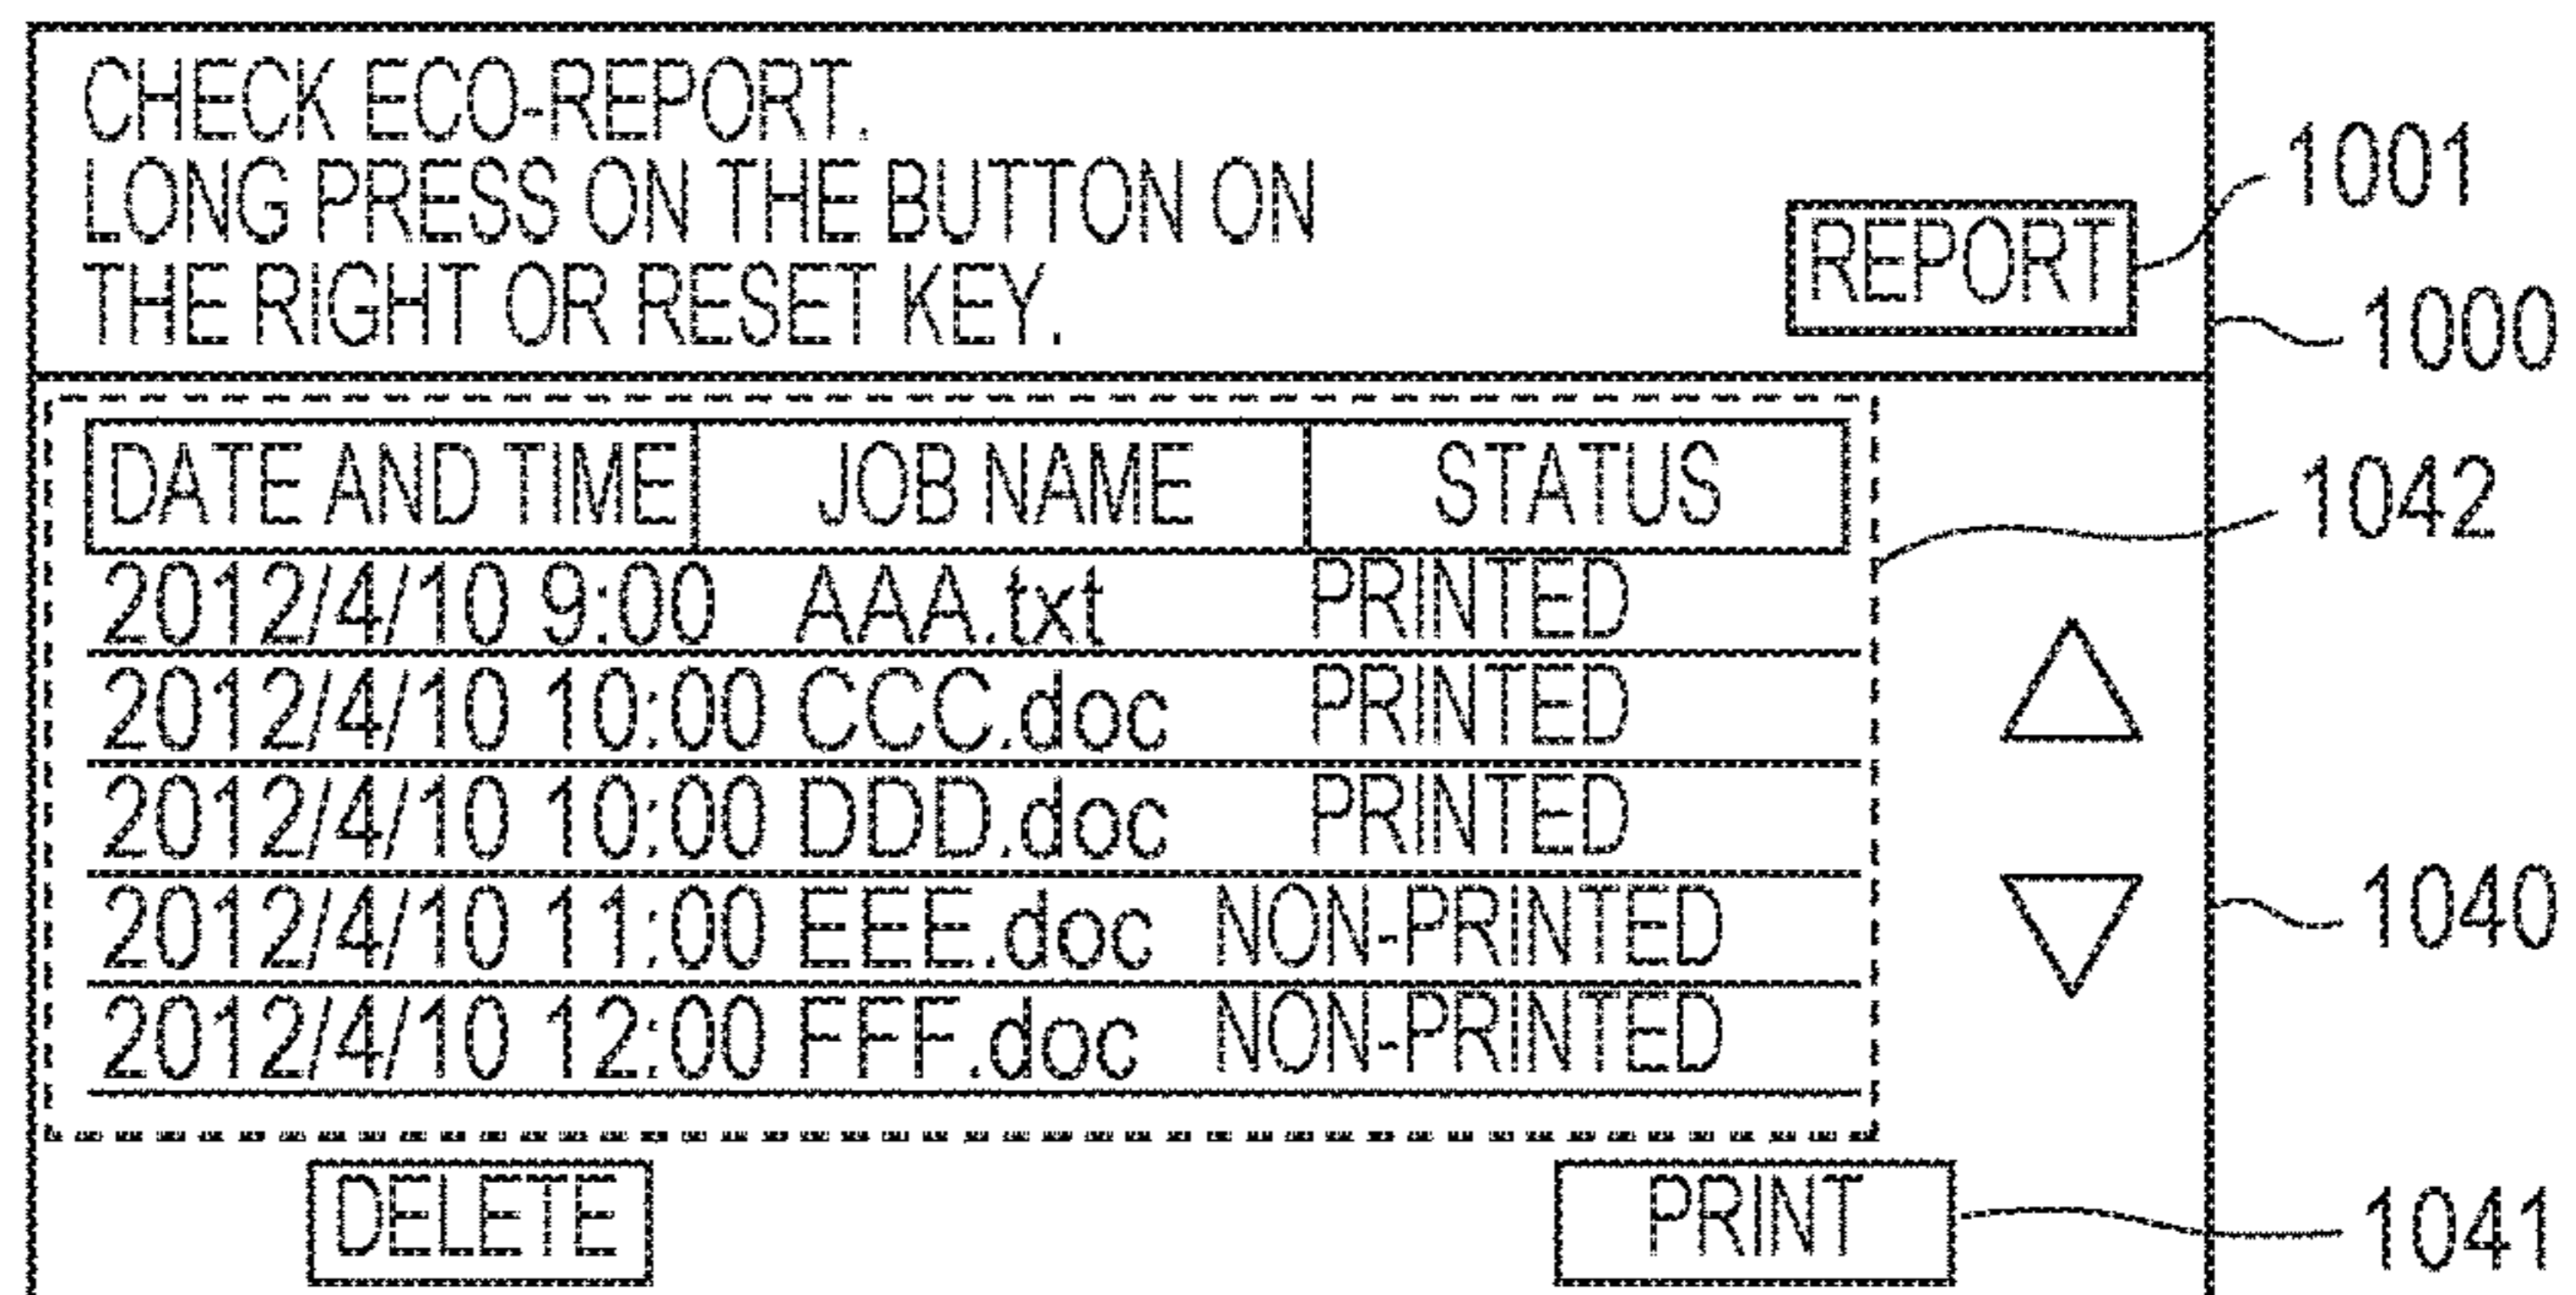 CHECK ECO-REPORT.
LONG PRESS ON THE BUTTON ON
THE RIGHT OR RESET KEY.
REPORT
1001
1000
DATE AND TIME JOB NAME STATUS
1042
2012/4/10 9:00 AAA.txt PRINTED
2012/4/10 10:00 CCC.doc PRINTED
2012/4/10 10:00 DDD.doc PRINTED
2012/4/10 11:00 EEE.doc NON-PRINTED
1040
2012/4/10 12:00 FFF.doc NON-PRINTED
DELETE PRINT
1041